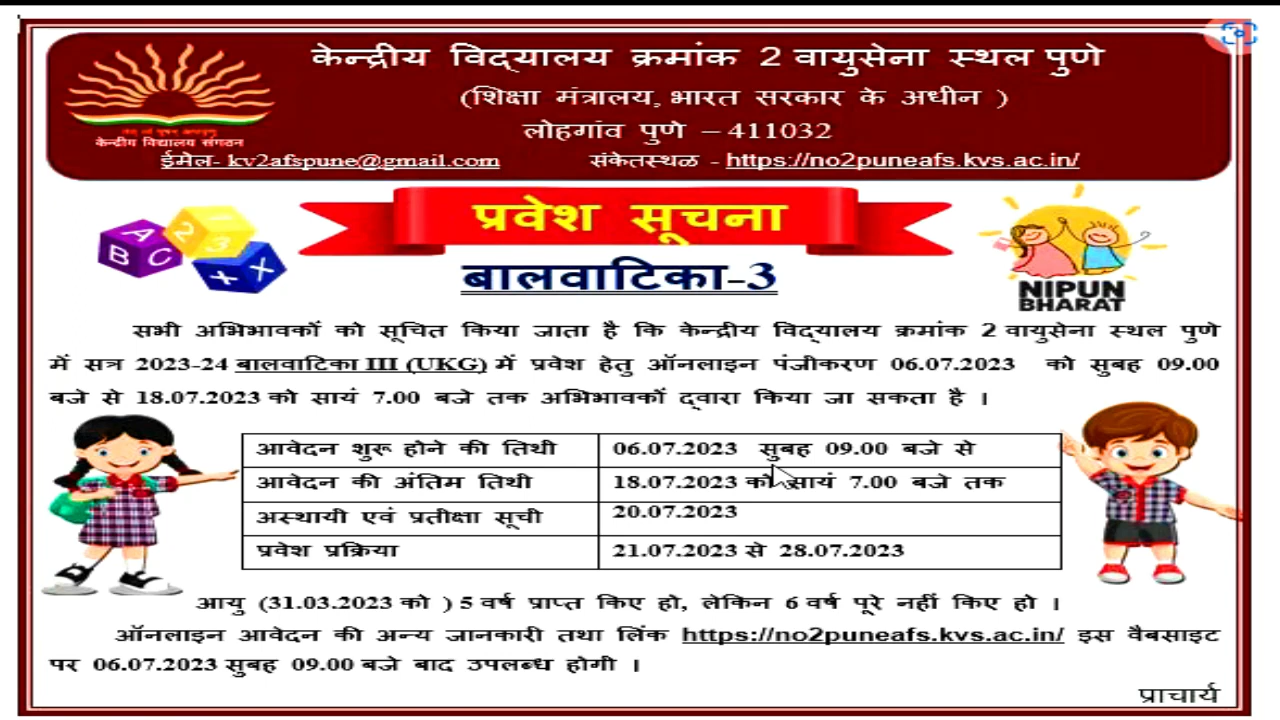 केन्द्रीय विद्यालय क्रमांक 2 वायुसेना स्थल पुणे
(शिक्षा मंत्रालय, भारत सरकार के अधीन )
लोहगांव पुणे – 411032
केन्द्रीय विद्यालय संगठन
ईमेल- kv2afspune@gmail.com संकेतस्थळ - https://no2puneafs.kvs.ac.in/
प्रवेश सूचना
A B C 2 3 + X
बालवाटिका-3
NIPUN
BHARAT
सभी अभिभावकों को सूचित किया जाता है कि केन्द्रीय विद्यालय क्रमांक 2 वायुसेना स्थल पुणे
में सत्र 2023-24 बालवाटिका III (UKG) में प्रवेश हेतु ऑनलाइन पंजीकरण 06.07.2023 को सुबह 09.00
बजे से 18.07.2023 को सायं 7.00 बजे तक अभिभावकों द्वारा किया जा सकता है ।
आवेदन शुरू होने की तिथी 06.07.2023 सुबह 09.00 बजे से
आवेदन की अंतिम तिथी 18.07.2023 को सायं 7.00 बजे तक
अस्थायी एवं प्रतीक्षा सूची 20.07.2023
प्रवेश प्रक्रिया 21.07.2023 से 28.07.2023
आयु (31.03.2023 को ) 5 वर्ष प्राप्त किए हो, लेकिन 6 वर्ष पूरे नहीं किए हो ।
ऑनलाइन आवेदन की अन्य जानकारी तथा लिंक https://no2puneafs.kvs.ac.in/ इस वैबसाइट
पर 06.07.2023 सुबह 09.00 बजे बाद उपलब्ध होगी ।
प्राचार्य